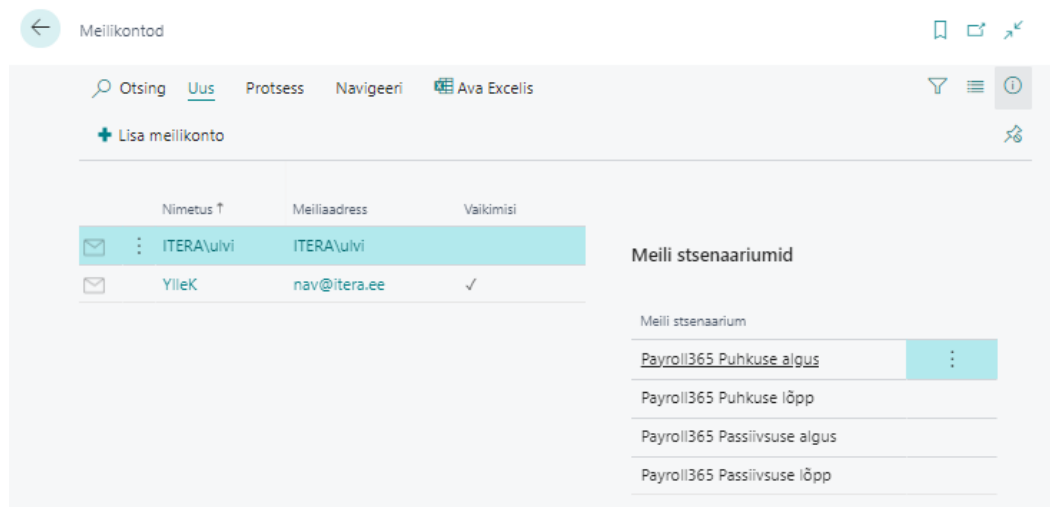 Meilikontod
Otsing Uus Protsess Navigeeri Ava Excelis
Lisa meilikonto
Nimetus ↑ Meiliaadress Vaikimisi
ITERA\ulvi ITERA\ulvi
YlleK nav@itera.ee ✓
Meili stsenaariumid
Meili stsenaarium
Payroll365 Puhkuse algus
Payroll365 Puhkuse lõpp
Payroll365 Passiivsuse algus
Payroll365 Passiivsuse lõpp